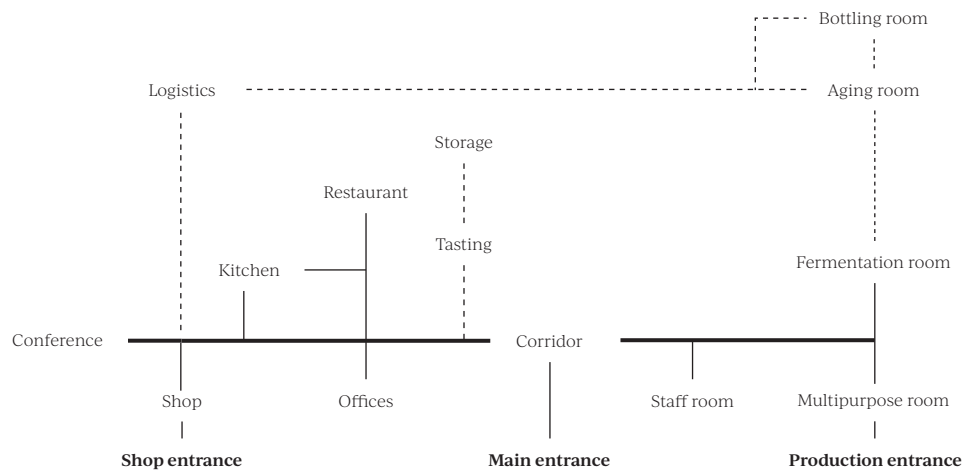 Bottling room
Logistics
Aging room
Storage
Restaurant
Tasting
Kitchen
Fermentation room
Conference
Corridor
Shop
Offices
Staff room
Multipurpose room
Shop entrance
Main entrance
Production entrance